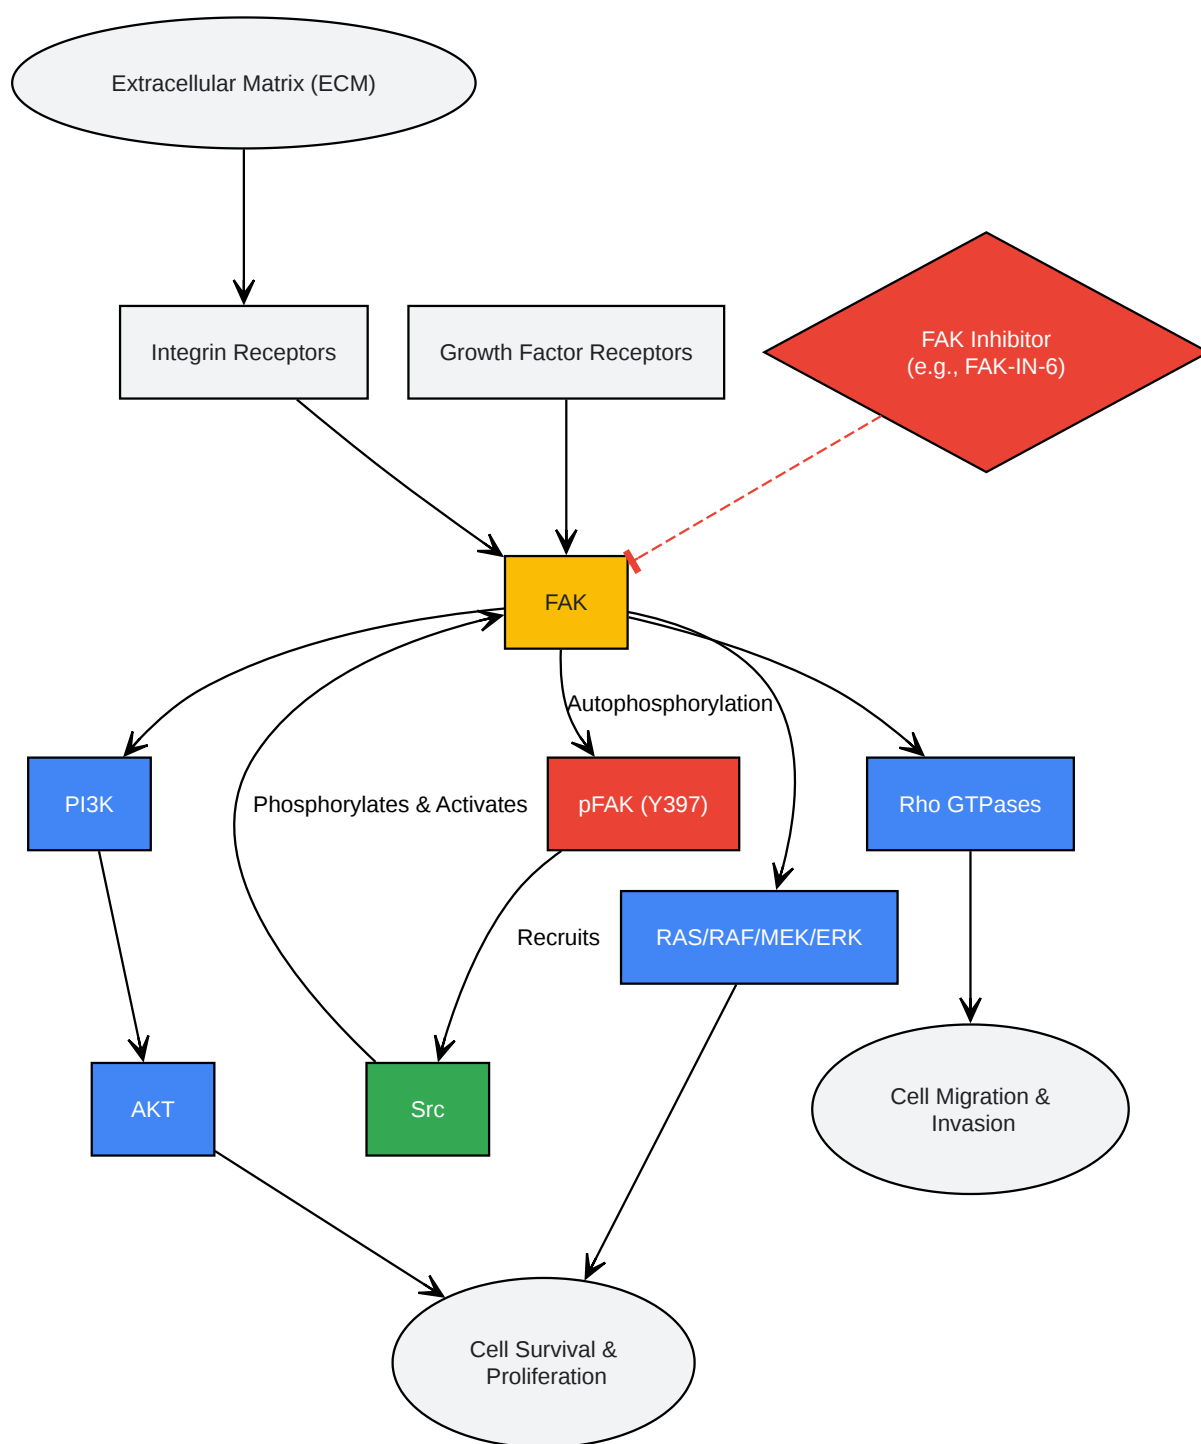 Extracellular Matrix (ECM)
Integrin Receptors
Growth Factor Receptors
FAK Inhibitor
(e.g., FAK-IN-6)
FAK
Autophosphorylation
PI3K
Phosphorylates & Activates
pFAK (Y397)
Rho GTPases
Recruits
RAS/RAF/MEK/ERK
AKT
Src
Cell Migration &
Invasion
Cell Survival &
Proliferation